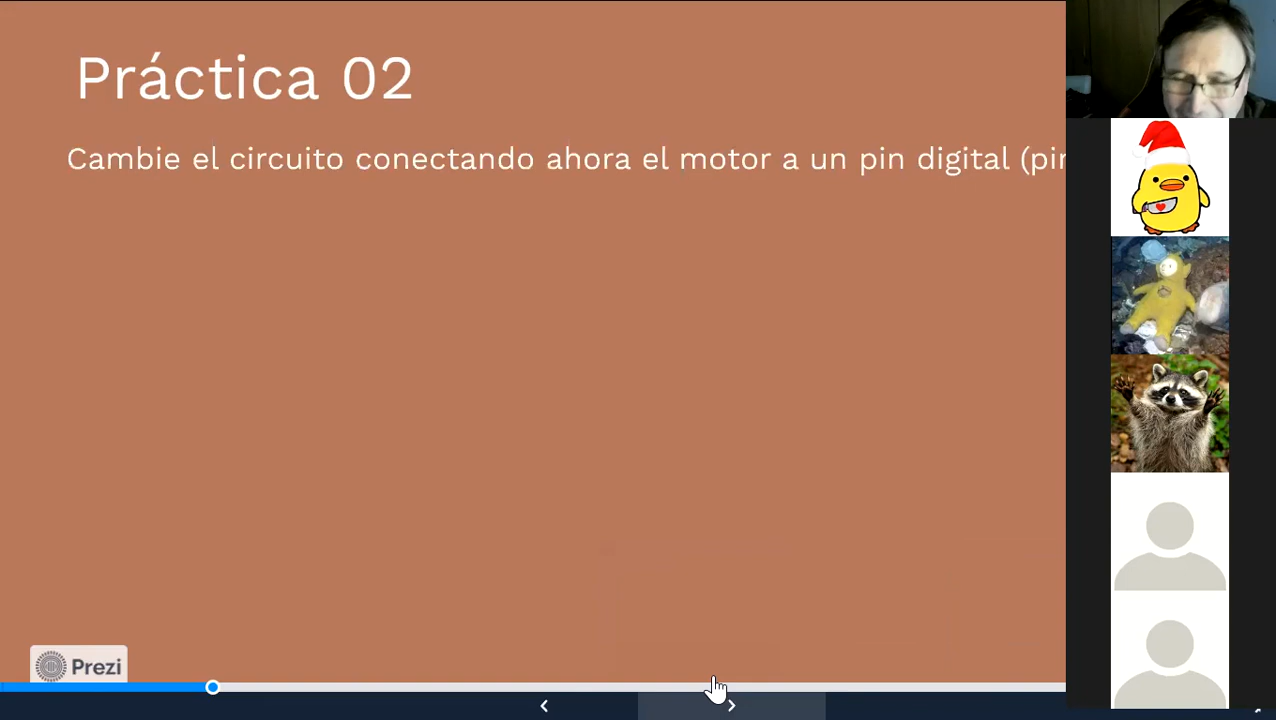 Práctica 02
Cambie el circuito conectando ahora el motor a un pin digital
Prezi